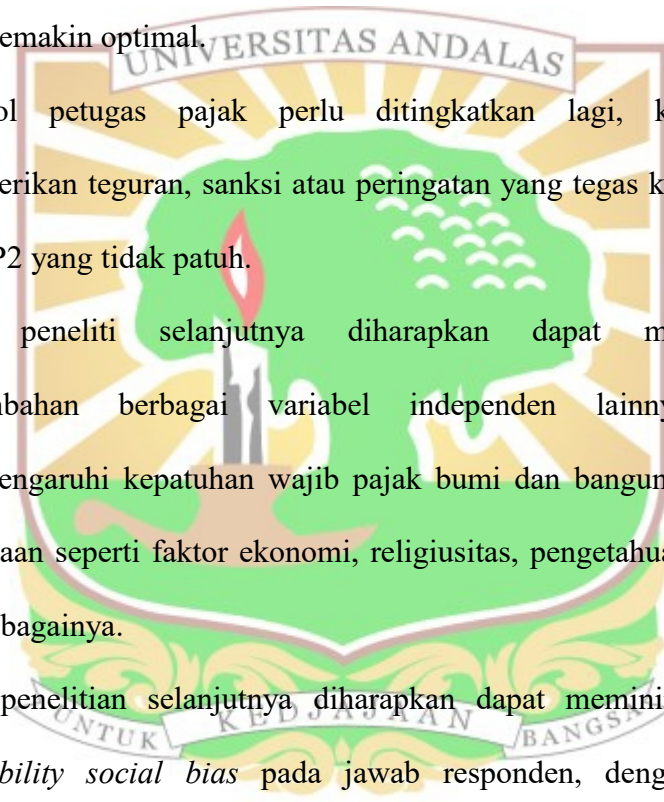 emakin optimal.
UNIVERSITAS ANDALAS
ol petugas pajak perlu ditingkatkan lagi, k
erikan teguran, sanksi atau peringatan yang tegas k
P2 yang tidak patuh.
peneliti selanjutnya diharapkan dapat m
nbahan berbagai variabel independen lainny
engaruhi kepatuhan wajib pajak bumi dan bangun
aan seperti faktor ekonomi, religiusitas, pengetahua
bagainya.
penelitian selanjutnya diharapkan dapat memini
UNTUK KEDJAJAAN BANGSA
bility social bias pada jawab responden, deng